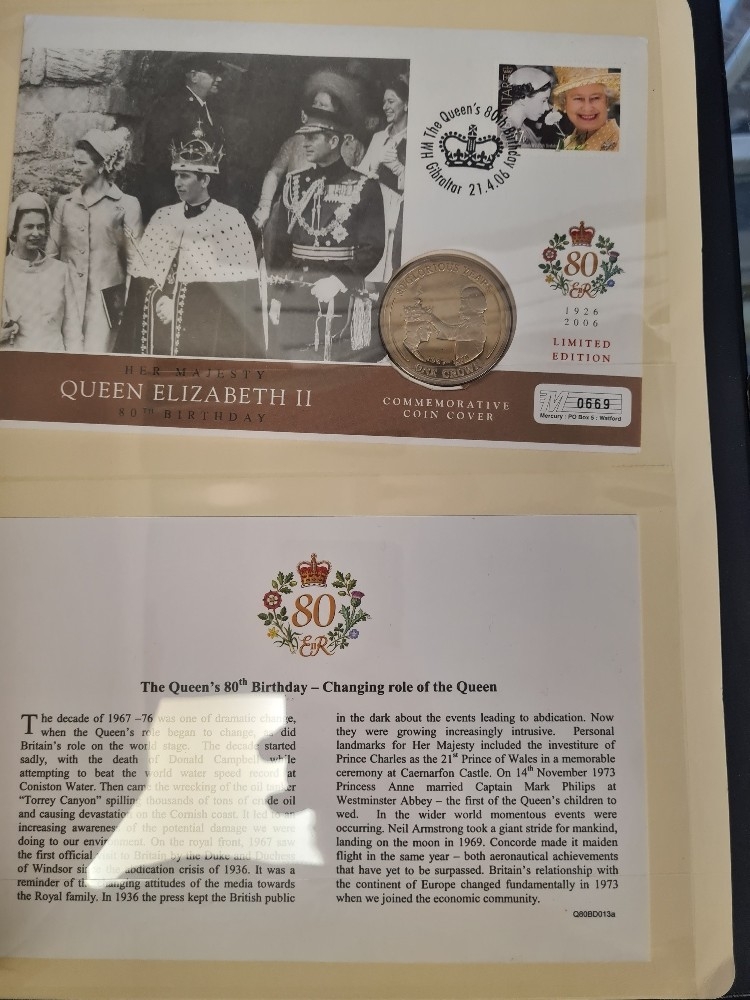 HM The Queen's 80th Birthday
Gibraltar 21.4.06
80 GLORIOUS YEARS
ONE CROWN
80
EIIR
1926
2006
LIMITED
EDITION
HER MAJESTY
QUEEN ELIZABETH II
80TH BIRTHDAY
COMMEMORATIVE
COIN COVER
0669
Mercury : PO Box 5 : Watford
80
EIIR
The Queen's 80th Birthday – Changing role of the Queen
The decade of 1967 –76 was one of dramatic change,
when the Queen's role began to change, as did
Britain's role on the world stage. The decade started
sadly, with the death of Donald Campbell while
attempting to beat the world water speed record at
Coniston Water. Then came the wrecking of the oil tanker
"Torrey Canyon" spilling thousands of tons of crude oil
and causing devastation on the Cornish coast. It led to an
increasing awareness of the potential damage we were
doing to our environment. On the royal front, 1967 saw
the first official visit to Britain by the Duke and Duchess
of Windsor since the abdication crisis of 1936. It was a
reminder of the changing attitudes of the media towards
the Royal family. In 1936 the press kept the British public
in the dark about the events leading to abdication. Now
they were growing increasingly intrusive. Personal
landmarks for Her Majesty included the investiture of
Prince Charles as the 21st Prince of Wales in a memorable
ceremony at Caernarfon Castle. On 14th November 1973
Princess Anne married Captain Mark Philips at
Westminster Abbey – the first of the Queen's children to
wed. In the wider world momentous events were
occurring. Neil Armstrong took a giant stride for mankind,
landing on the moon in 1969. Concorde made it maiden
flight in the same year – both aeronautical achievements
that have yet to be surpassed. Britain's relationship with
the continent of Europe changed fundamentally in 1973
when we joined the economic community.
Q80BD013a